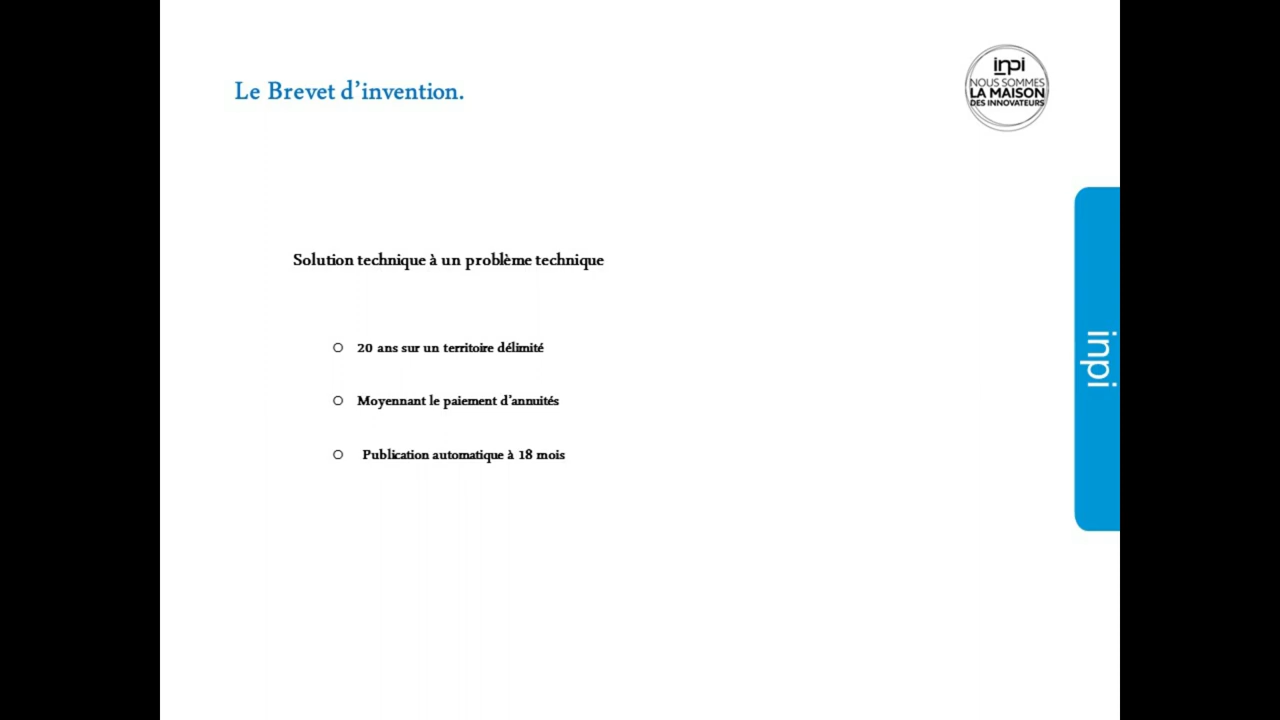 Le Brevet d’invention.
inpi
NOUS SOMMES
LA MAISON
DES INNOVATEURS
Solution technique à un problème technique
20 ans sur un territoire délimité
Moyennant le paiement d’annuités
Publication automatique à 18 mois
inpi